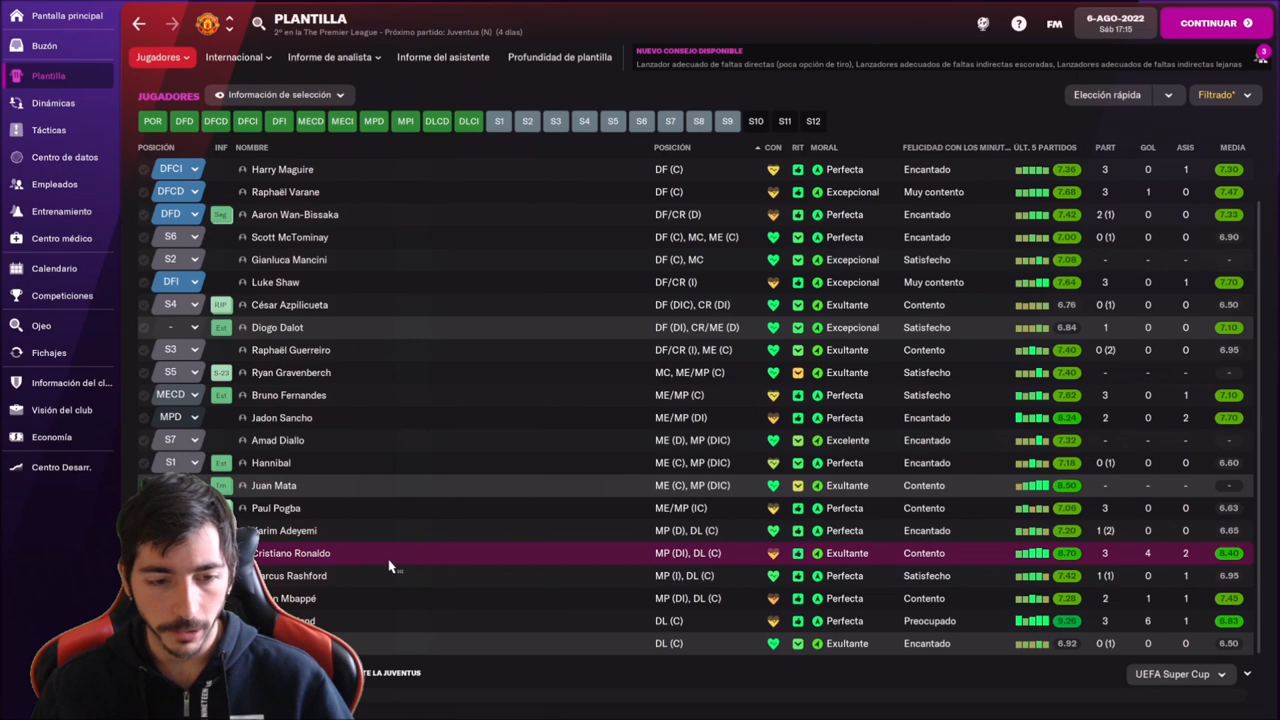 Pantalla principal
PLANTILLA
2º en la The Premier League - Próximo partido: Juventus (N) (4 días)
FM
6-AGO-2022
Sáb 17:15
CONTINUAR
Buzón
Jugadores
Internacional
Informe de analista
Informe del asistente
Profundidad de plantilla
NUEVO CONSEJO DISPONIBLE
Lanzador adecuado de faltas directas (poca opción de tiro), Lanzadores adecuados de faltas indirectas escoradas, Lanzadores adecuados de faltas indirectas lejanas
3
Plantilla
Dinámicas
Tácticas
Centro de datos
Empleados
Entrenamiento
Centro médico
Calendario
Competiciones
Ojeo
Fichajes
Información del cl...
Visión del club
Economía
Centro Desarr.
JUGADORES
Información de selección
Elección rápida
Filtrado*
POR DFD DFCD DFCI DFI MECD MECI MPD MPI DLCD DLCI S1 S2 S3 S4 S5 S6 S7 S8 S9 S10 S11 S12
POSICIÓN INF NOMBRE POSICIÓN CON RIT MORAL FELICIDAD CON LOS MINUT... ÚLT. 5 PARTIDOS PART GOL ASIS MEDIA
DFCI Harry Maguire DF (C) Perfecta Encantado 7.36 3 0 1 7.30
DFCD Raphaël Varane DF (C) Excepcional Muy contento 7.68 3 1 0 7.47
DFD Seg Aaron Wan-Bissaka DF/CR (D) Perfecta Encantado 7.42 2 (1) 0 0 7.33
S6 Scott McTominay DF (C), MC, ME (C) Perfecta Encantado 7.00 0 (1) 0 0 6.90
S2 Gianluca Mancini DF (C), MC Excepcional Satisfecho 7.08 - - - -
DFI Luke Shaw DF/CR (I) Excepcional Muy contento 7.64 3 0 1 7.70
S4 RJP César Azpilicueta DF (DIC), CR (DI) Exultante Contento 6.76 0 (1) 0 0 6.50
- Est Diogo Dalot DF (DI), CR/ME (D) Excepcional Satisfecho 6.84 1 0 0 7.10
S3 Raphaël Guerreiro DF/CR (I), ME (C) Exultante Contento 7.40 0 (2) 0 0 6.95
S5 S-23 Ryan Gravenberch MC, ME/MP (C) Exultante Contento 7.40 - - - -
MECD Est Bruno Fernandes ME/MP (C) Perfecta Encantado 7.62 3 0 1 7.10
MPD Jadon Sancho ME/MP (DI) Perfecta Encantado 8.24 2 0 2 7.70
S7 Amad Diallo ME (D), MP (DIC) Excelente Encantado 7.32 - - - -
S1 Est Hannibal ME (C), MP (DIC) Perfecta Encantado 7.18 0 (1) 0 0 6.60
Trn Juan Mata ME (C), MP (DIC) Exultante Contento 8.50 - - - -
Paul Pogba ME/MP (IC) Perfecta Contento 7.06 3 0 0 6.63
arim Adeyemi MP (D), DL (C) Perfecta Encantado 7.20 1 (2) 0 0 6.65
Cristiano Ronaldo MP (DI), DL (C) Exultante Contento 8.70 3 4 2 8.40
arcus Rashford MP (I), DL (C) Perfecta Satisfecho 7.42 1 (1) 0 1 6.95
Mbappé MP (DI), DL (C) Perfecta Contento 7.28 2 1 1 7.45
DL (C) Perfecta Preocupado 9.26 3 6 1 8.83
DL (C) Exultante Encantado 6.92 0 (1) 0 0 6.50
TE LA JUVENTUS
UEFA Super Cup